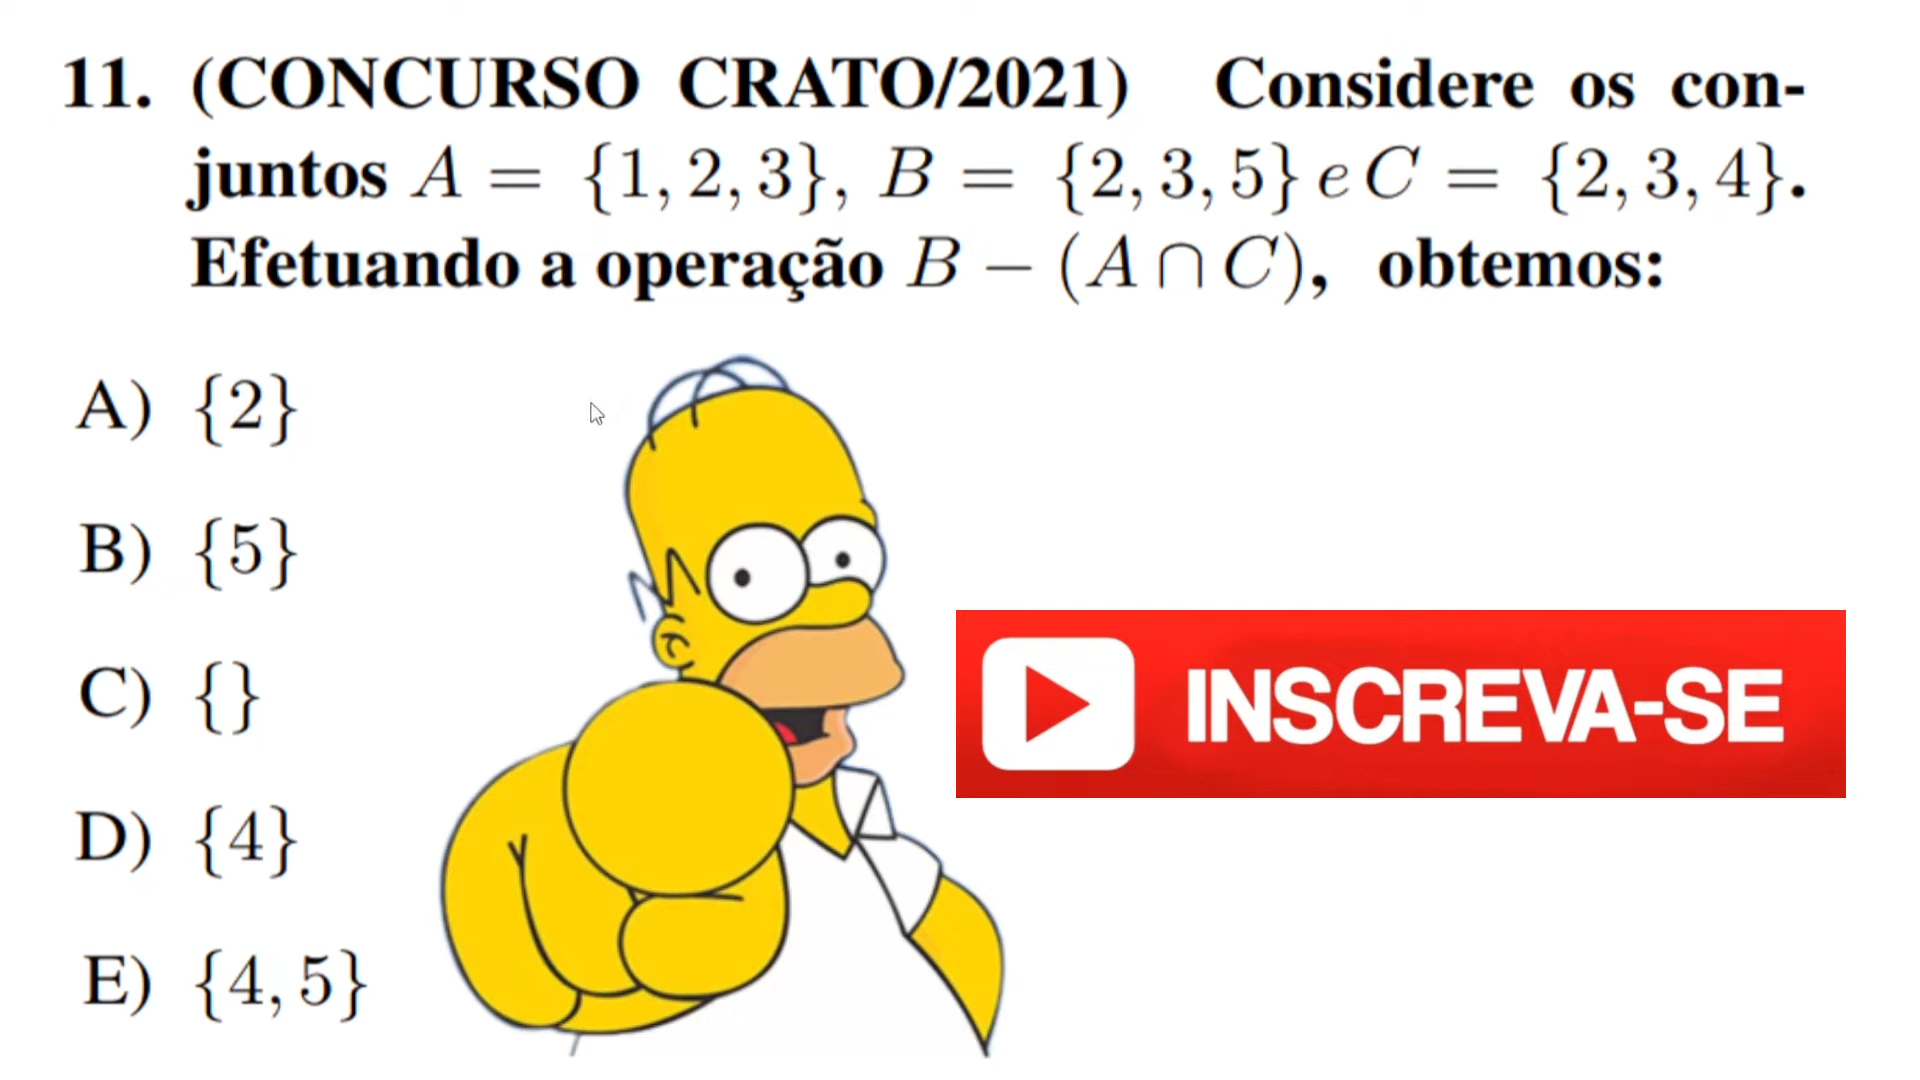 11. (CONCURSO CRATO/2021) Considere os con-
juntos A = {1, 2, 3}, B = {2, 3, 5} e C = {2, 3, 4}.
Efetuando a operação B − (A ∩ C), obtemos:
A) {2}
B) {5}
C) {}
D) {4}
E) {4, 5}
INSCREVA-SE